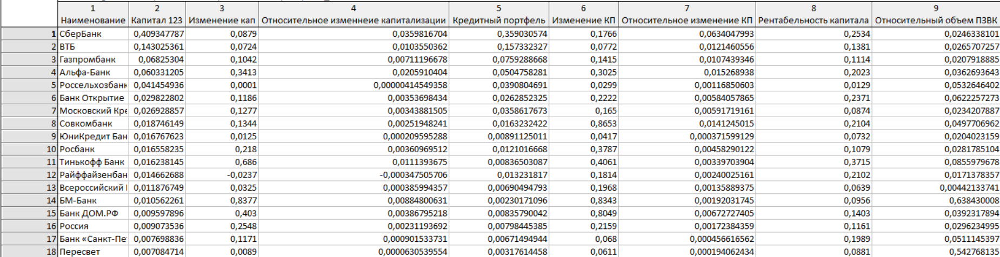 1 2 3 4 5 6 7 8 9
Наименование Капитал 123 Изменение кап Относительное изменнеие капитализации Кредитный портфель Изменение КП Относительное изменение КП Рентабельность капитала Относительный объем ПЗВК
1 СберБанк 0,409347787 0,0879 0,0359816704 0,359030574 0,1766 0,0634047993 0,2534 0,0246338101
2 ВТБ 0,143025361 0,0724 0,0103550362 0,157332327 0,0772 0,0121460556 0,1381 0,0265707257
3 Газпромбанк 0,06825304 0,1042 0,00711196678 0,0759288668 0,1415 0,0107439346 0,1114 0,0207918885
4 Альфа-Банк 0,060331205 0,3413 0,0205910404 0,0504758281 0,3025 0,015268938 0,2023 0,0362693643
5 Россельхозбанк 0,041454936 0,0001 0,00000414549358 0,0390804691 0,0299 0,00116850603 0,0129 0,0532646402
6 Банк Открытие 0,029822802 0,1186 0,00353698434 0,0262852325 0,2222 0,00584057865 0,2371 0,0622257273
7 Московский Кре 0,026928857 0,1277 0,00343881505 0,0358617673 0,165 0,00591719161 0,0874 0,0234207887
8 Совкомбанк 0,018746149 0,1344 0,00251948241 0,0163232422 0,8653 0,0141245015 0,2104 0,0497706962
9 ЮниКредит Бан 0,016767623 0,0125 0,000209595288 0,00891125011 0,0417 0,000371599129 0,0732 0,0204023159
10 Росбанк 0,016558235 0,218 0,00360969512 0,0121016668 0,3787 0,00458290122 0,1079 0,0281785104
11 Тинькофф Банк 0,016238145 0,686 0,0111393675 0,00836503087 0,4061 0,00339703904 0,3715 0,0855979678
12 Райффайзенбан 0,014662688 -0,0237 -0,000347505706 0,013231817 0,1814 0,00240025161 0,2102 0,0171378357
13 Всероссийский 0,011876749 0,0325 0,000385994357 0,00690494793 0,1968 0,00135889375 0,0639 0,00442133741
14 БМ-Банк 0,010562261 0,8377 0,00884800631 0,00230171096 0,8343 0,00192031745 0,0956 0,638430008
15 Банк ДОМ.РФ 0,009597896 0,403 0,00386795218 0,00835790042 0,8049 0,00672727405 0,1403 0,0392317894
16 Россия 0,009073536 0,2548 0,00231193692 0,00798445385 0,2159 0,00172384359 0,1161 0,0296234995
17 Банк «Санкт-Пе 0,007698836 0,1171 0,000901533731 0,00671494944 0,068 0,000456616562 0,1989 0,0511145397
18 Пересвет 0,007084714 0,0089 0,0000630539554 0,00317614458 0,0611 0,000194062434 0,0881 0,542768135